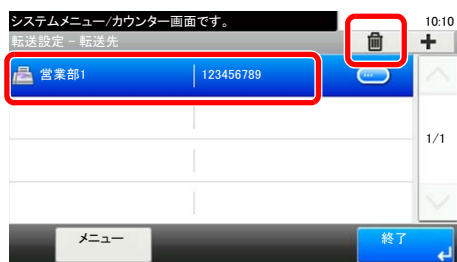 システムメニュー/カウンター画面です。 10:10
転送設定 - 転送先
営業部1 123456789
1/1
メニュー 終了